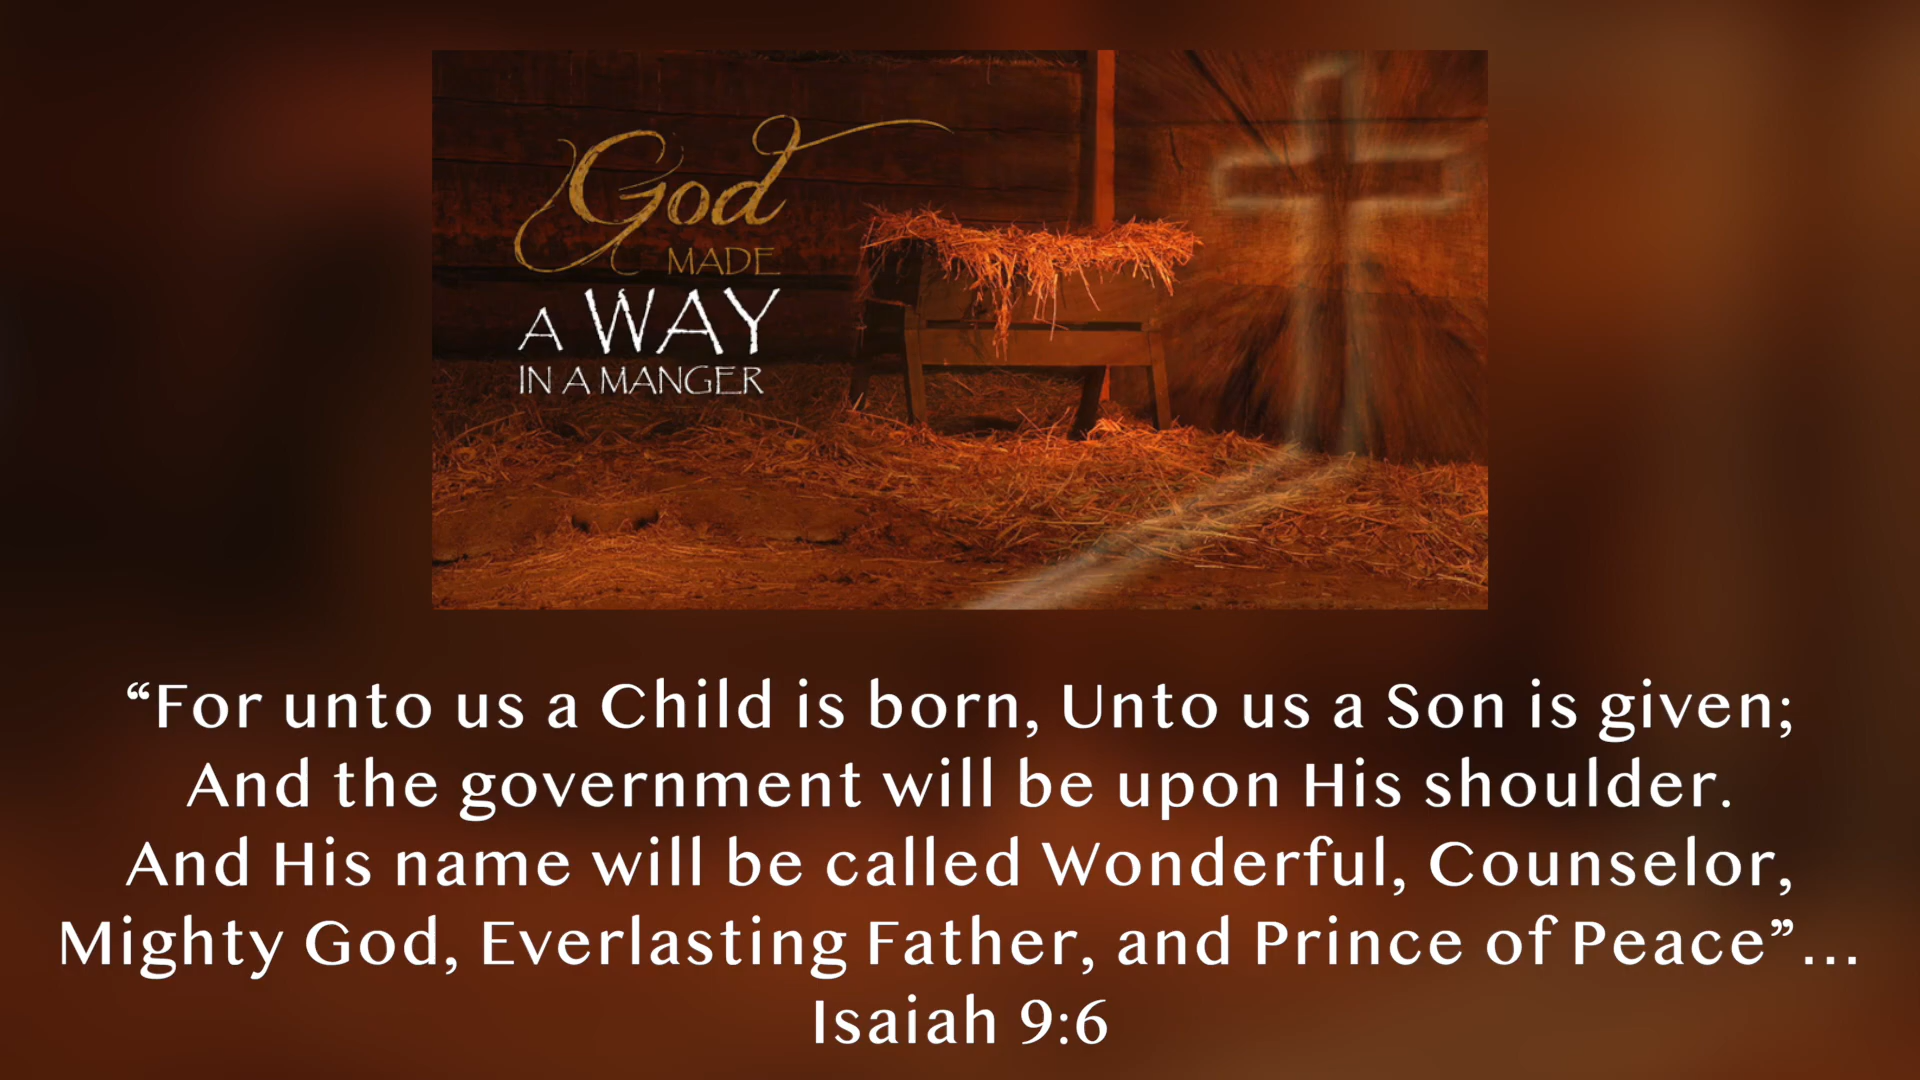 God
MADE
A WAY
IN A MANGER
“For unto us a Child is born, Unto us a Son is given;
And the government will be upon His shoulder.
And His name will be called Wonderful, Counselor,
Mighty God, Everlasting Father, and Prince of Peace”...
Isaiah 9:6